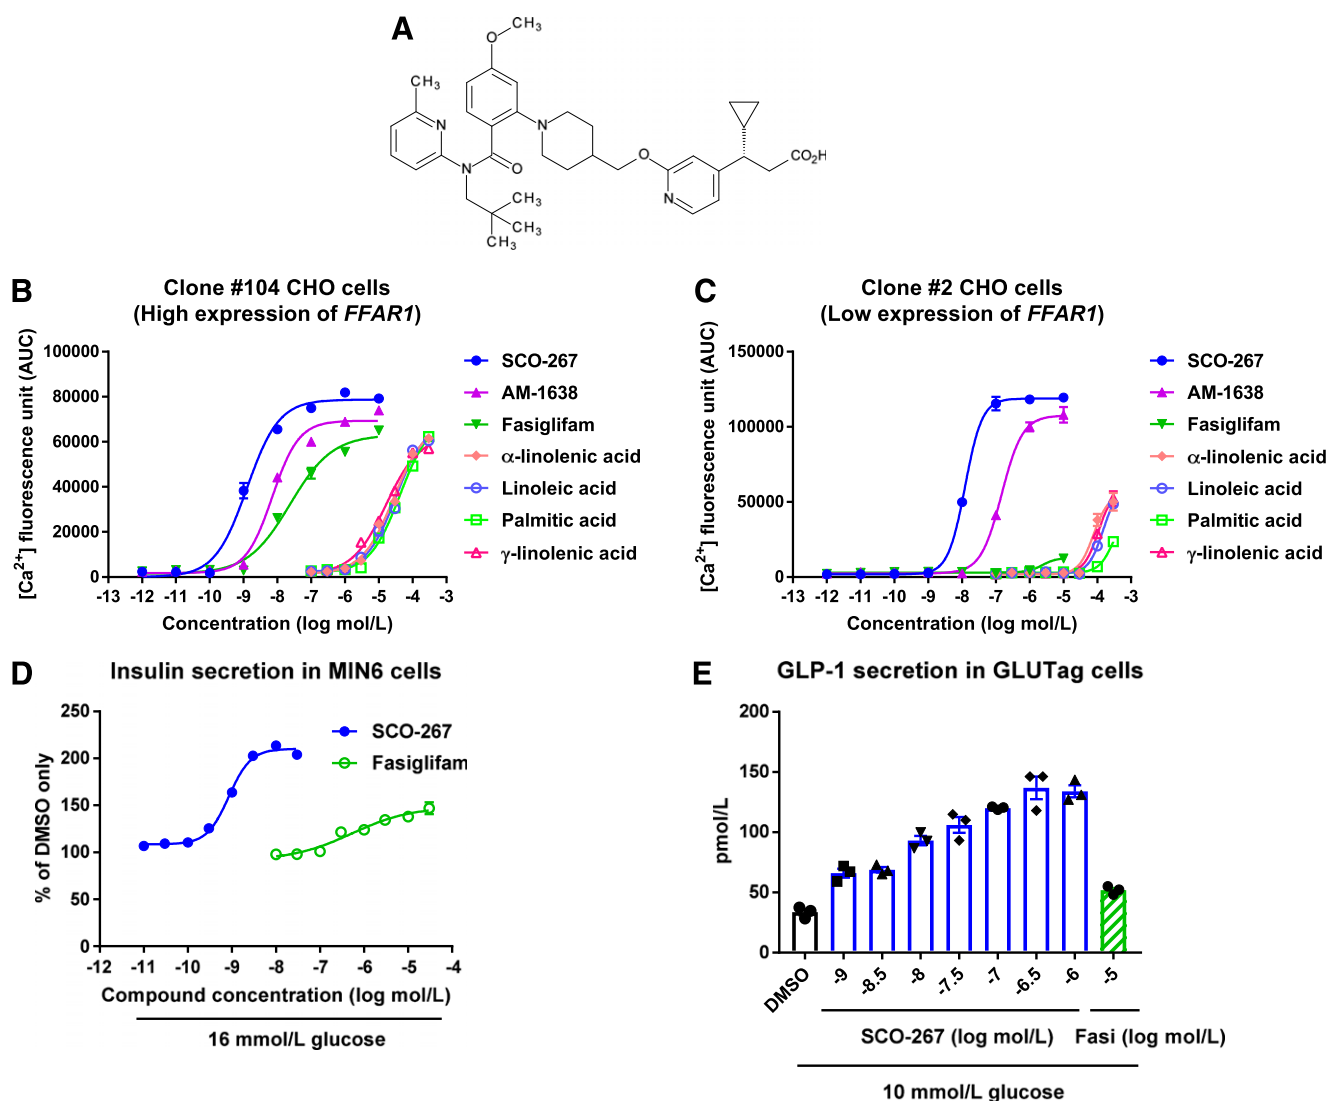 A
O
CH3
CH3
N
N
O
N
CH3
CH3
CH3
O
N
CO2H
B
Clone #104 CHO cells
(High expression of FFAR1)
[Ca2+] fluorescence unit (AUC)
100000
80000
60000
40000
20000
0
-13 -12 -11 -10 -9 -8 -7 -6 -5 -4 -3
Concentration (log mol/L)
SCO-267
AM-1638
Fasiglifam
α-linolenic acid
Linoleic acid
Palmitic acid
γ-linolenic acid
C
Clone #2 CHO cells
(Low expression of FFAR1)
[Ca2+] fluorescence unit (AUC)
150000
100000
50000
0
-13 -12 -11 -10 -9 -8 -7 -6 -5 -4 -3
Concentration (log mol/L)
SCO-267
AM-1638
Fasiglifam
α-linolenic acid
Linoleic acid
Palmitic acid
γ-linolenic acid
D
Insulin secretion in MIN6 cells
% of DMSO only
250
200
150
100
50
0
-12 -11 -10 -9 -8 -7 -6 -5 -4
Compound concentration (log mol/L)
16 mmol/L glucose
SCO-267
Fasiglifam
E
GLP-1 secretion in GLUTag cells
pmol/L
200
150
100
50
0
DMSO -9 -8.5 -8 -7.5 -7 -6.5 -6 -5
SCO-267 (log mol/L) Fasi (log mol/L)
10 mmol/L glucose